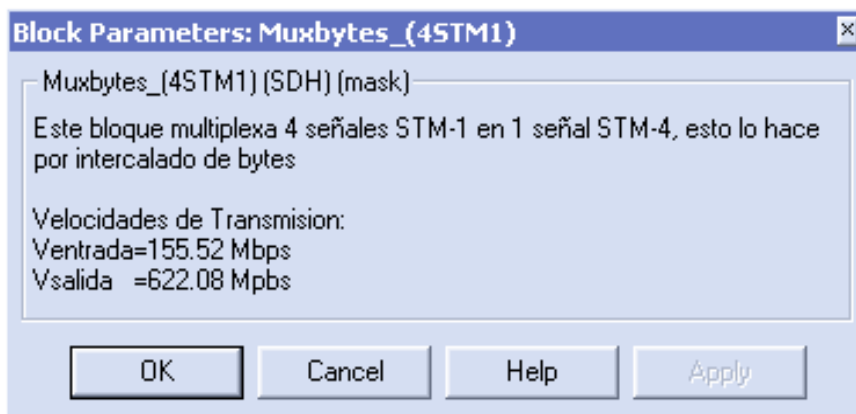 Block Parameters: Muxbytes_(4STM1)
Muxbytes_(4STM1) (SDH) (mask)
Este bloque multiplexa 4 señales STM-1 en 1 señal STM-4, esto lo hace
por intercalado de bytes
Velocidades de Transmision:
Ventrada=155.52 Mbps
Vsalida =622.08 Mpbs
OK Cancel Help Apply